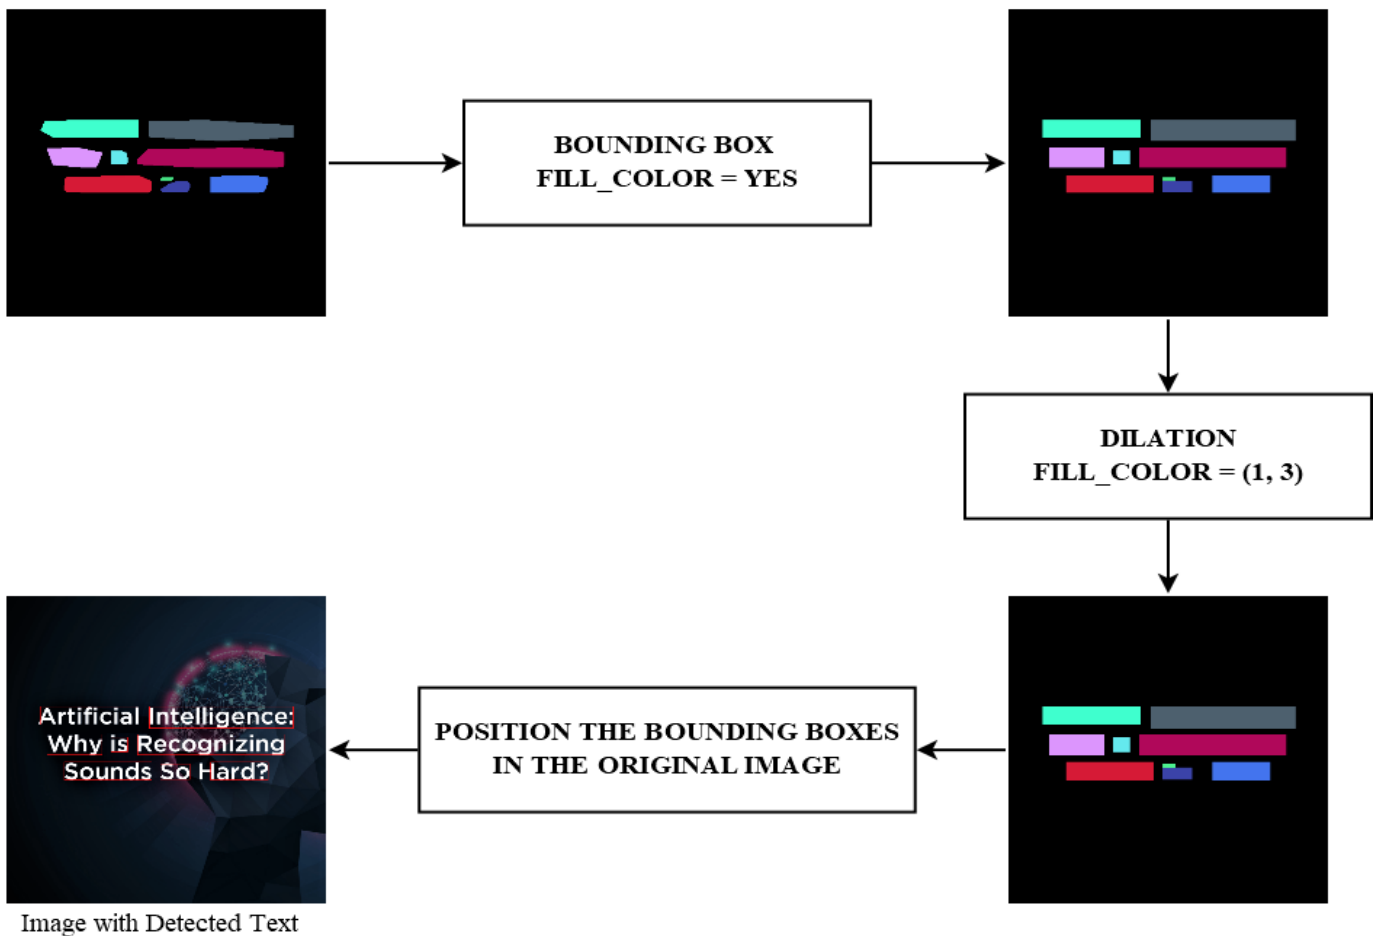 BOUNDING BOX
FILL_COLOR = YES
DILATION
FILL_COLOR = (1, 3)
POSITION THE BOUNDING BOXES
IN THE ORIGINAL IMAGE
Artificial Intelligence:
Why is Recognizing
Sounds So Hard?
Image with Detected Text